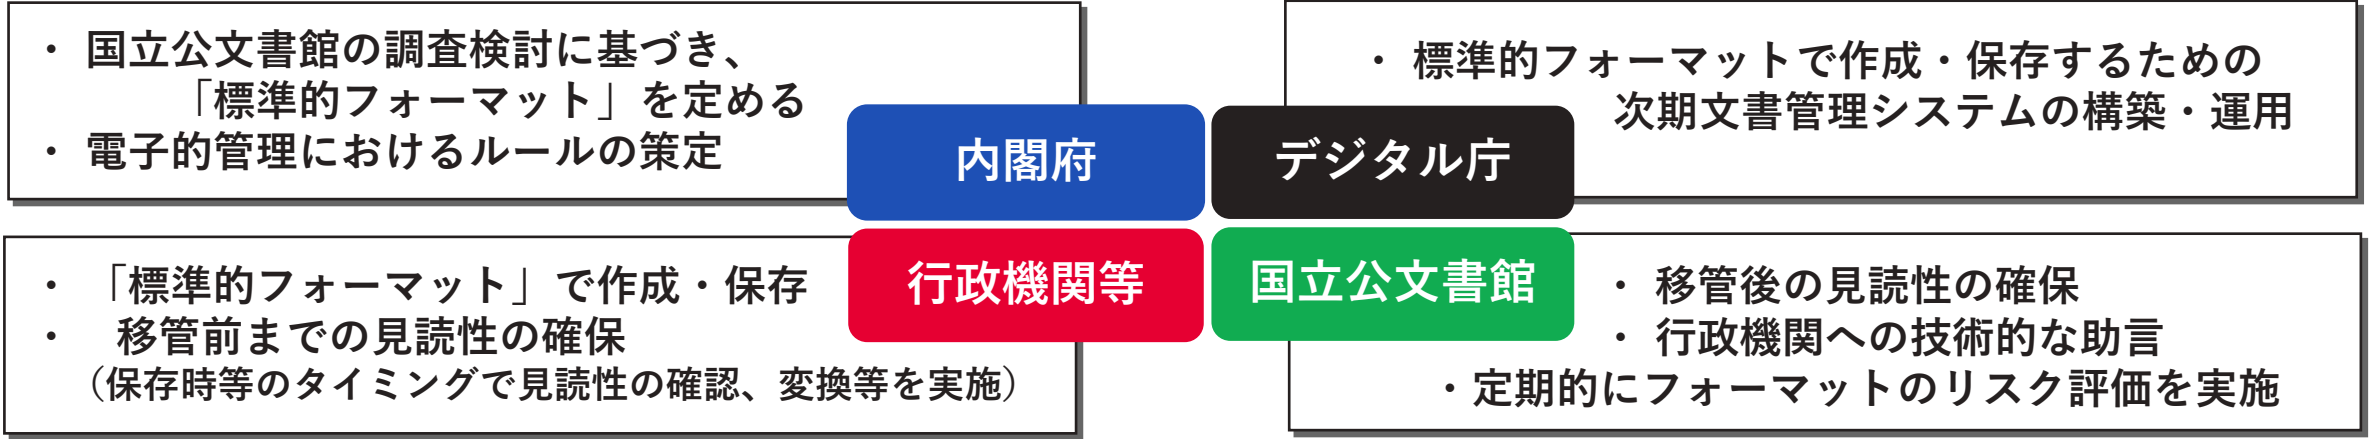 ・ 国立公文書館の調査検討に基づき、
「標準的フォーマット」を定める
・ 電子的管理におけるルールの策定
内閣府
・ 標準的フォーマットで作成・保存するための
次期文書管理システムの構築・運用
デジタル庁
・ 「標準的フォーマット」で作成・保存
・ 移管前までの見読性の確保
（保存時等のタイミングで見読性の確認、変換等を実施）
行政機関等
国立公文書館
・ 移管後の見読性の確保
・ 行政機関への技術的な助言
・定期的にフォーマットのリスク評価を実施